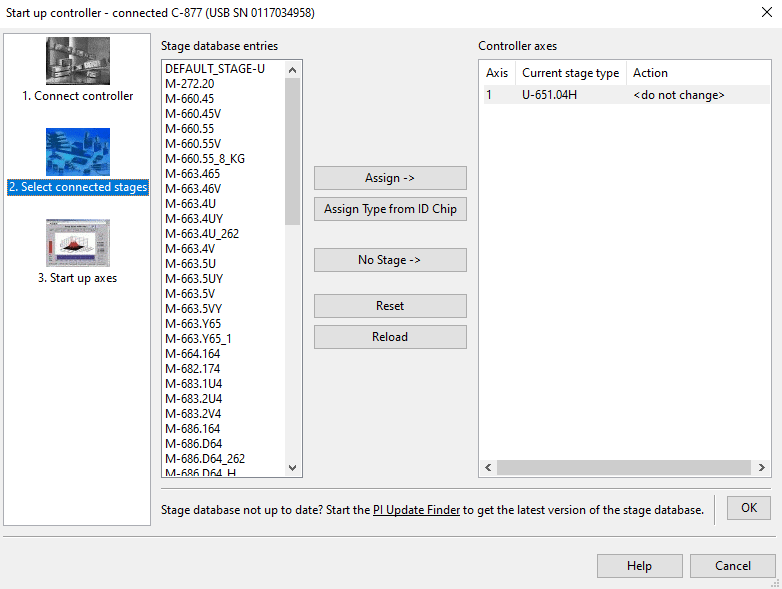 Start up controller - connected C-877 (USB SN 0117034958)
1. Connect controller
2. Select connected stages
3. Start up axes
Stage database entries
DEFAULT_STAGE-U
M-272.20
M-660.45
M-660.45V
M-660.55
M-660.55V
M-660.55_8_KG
M-663.465
M-663.46V
M-663.4U
M-663.4UY
M-663.4U_262
M-663.4V
M-663.5U
M-663.5UY
M-663.5V
M-663.5VY
M-663.Y65
M-663.Y65_1
M-664.164
M-682.174
M-683.1U4
M-683.2U4
M-683.2V4
M-686.164
M-686.D64
M-686.D64_262
M-686.D64_H
Assign ->
Assign Type from ID Chip
No Stage ->
Reset
Reload
Controller axes
Axis Current stage type Action
1 U-651.04H <do not change>
Stage database not up to date? Start the PI Update Finder to get the latest version of the stage database.
OK
Help
Cancel